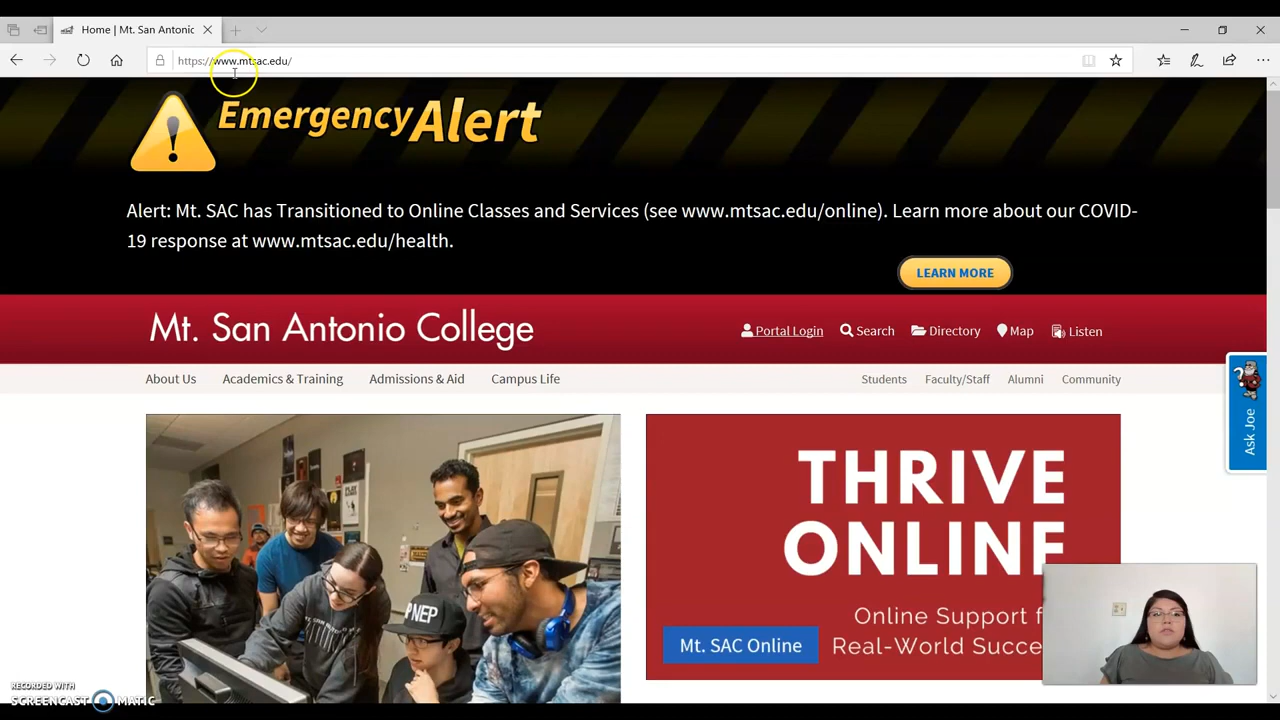 Home | Mt. San Antonic
https://www.mtsac.edu/
Emergency Alert
Alert: Mt. SAC has Transitioned to Online Classes and Services (see www.mtsac.edu/online). Learn more about our COVID-
19 response at www.mtsac.edu/health.
LEARN MORE
Mt. San Antonio College
Portal Login Search Directory Map Listen
About Us Academics & Training Admissions & Aid Campus Life Students Faculty/Staff Alumni Community
Ask Joe
THRIVE
ONLINE
Online Support f
Real-World Succe
Mt. SAC Online
NEP
RECORDED WITH
SCREENCAST MATIC